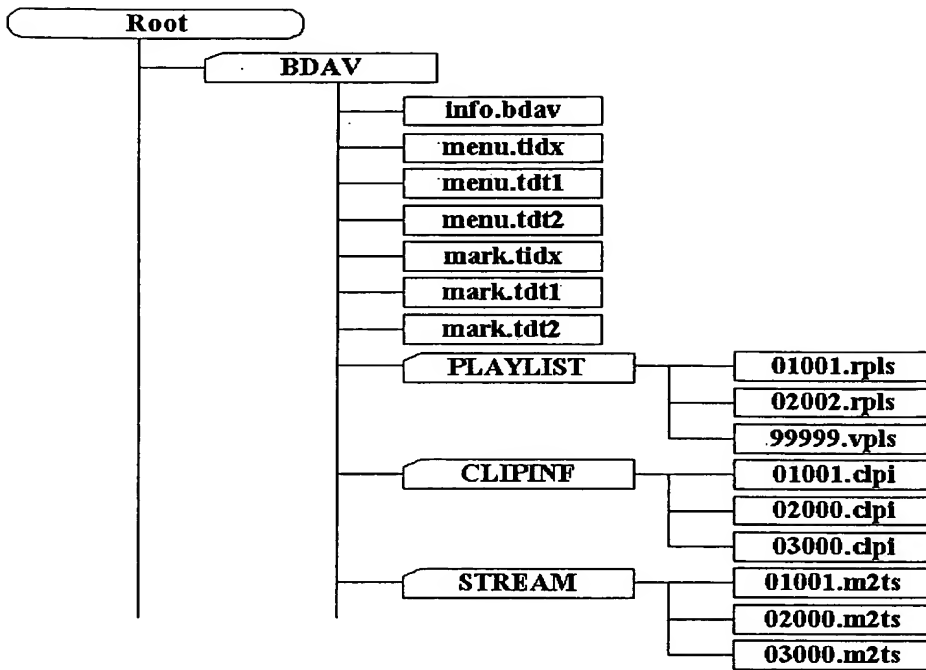 Root
BDAV
info.bdav
menu.tidx
menu.tdt1
menu.tdt2
mark.tidx
mark.tdt1
mark.tdt2
PLAYLIST
01001.rpls
02002.rpls
99999.vpls
CLIPINF
01001.clpi
02000.clpi
03000.clpi
STREAM
01001.m2ts
02000.m2ts
03000.m2ts